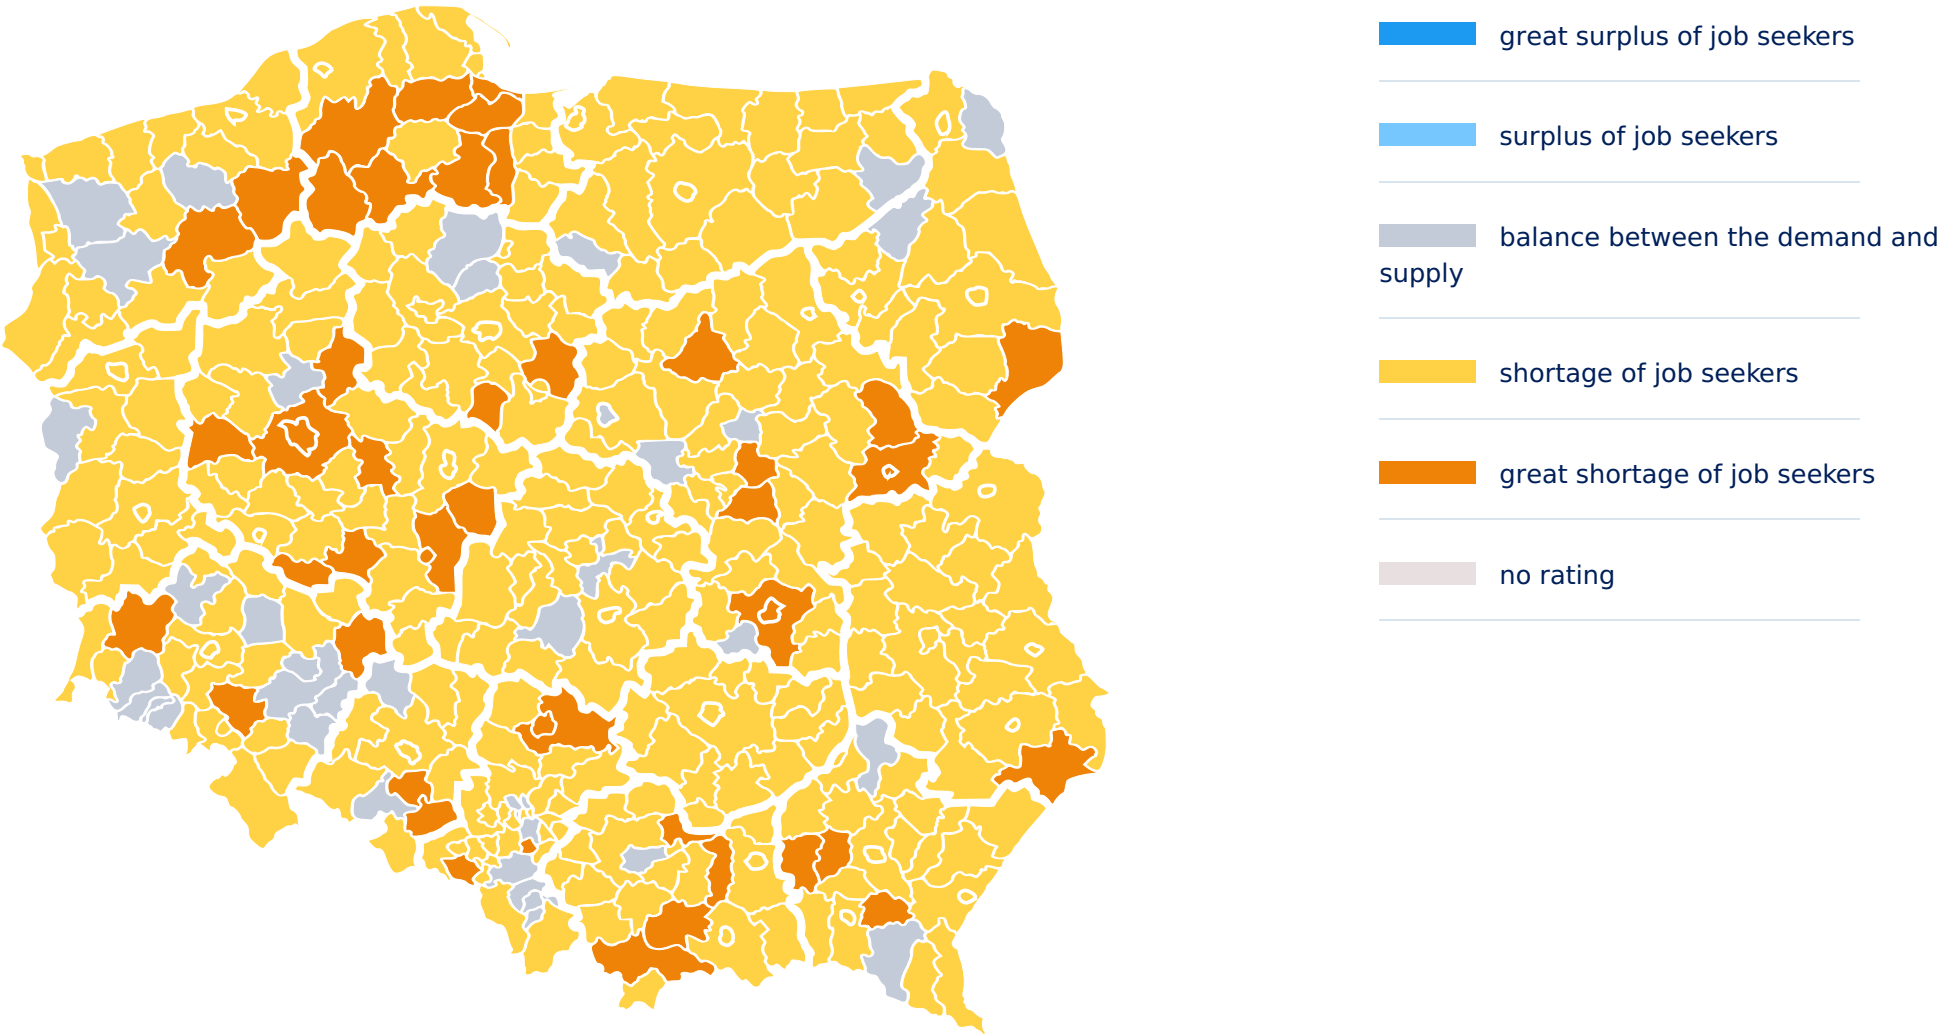 great surplus of job seekers
surplus of job seekers
balance between the demand and
supply
shortage of job seekers
great shortage of job seekers
no rating